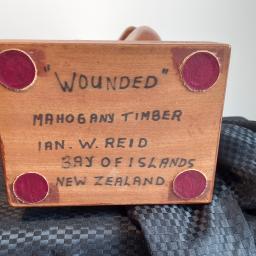 "WOUNDED"
MAHOGANY TIMBER
IAN. W. REID
BAY OF ISLANDS
NEW ZEALAND